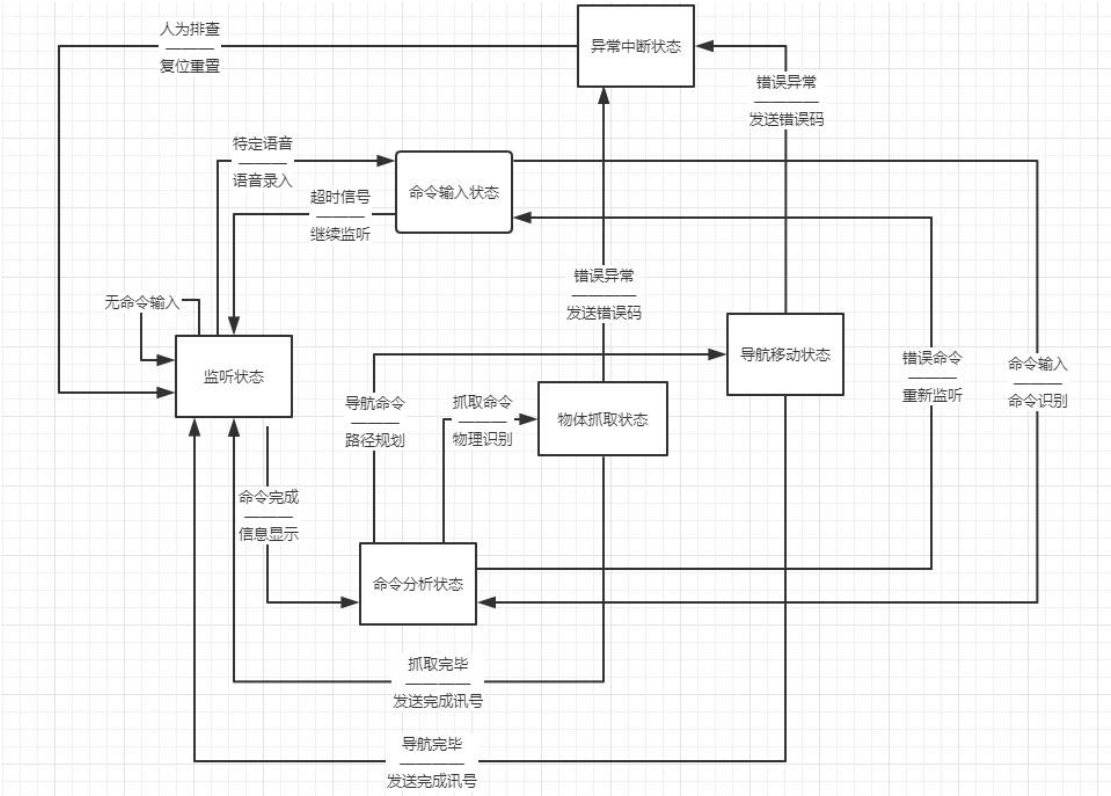 人为排查
复位重置
异常中断状态
错误异常
发送错误码
特定语音
语音录入
命令输入状态
超时信号
继续监听
错误异常
发送错误码
无命令输入
监听状态
导航移动状态
错误命令
重新监听
命令输入
命令识别
导航命令
路径规划
抓取命令
物理识别
物体抓取状态
命令完成
信息显示
命令分析状态
抓取完毕
发送完成讯号
导航完毕
发送完成讯号